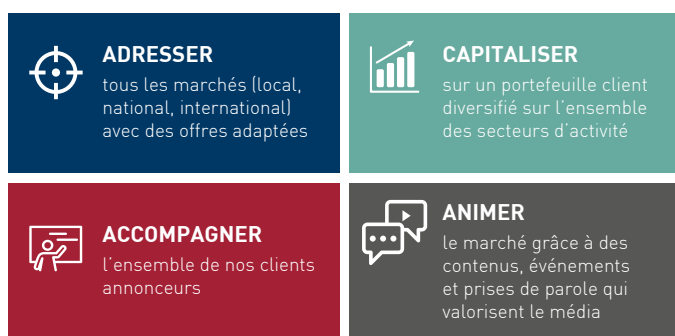 ADRESSER
tous les marchés (local,
national, international)
avec des offres adaptées
CAPITALISER
sur un portefeuille client
diversifié sur l'ensemble
des secteurs d'activité
ACCOMPAGNER
l'ensemble de nos clients
annonceurs
ANIMER
le marché grâce à des
contenus, événements
et prises de parole qui
valorisent le média